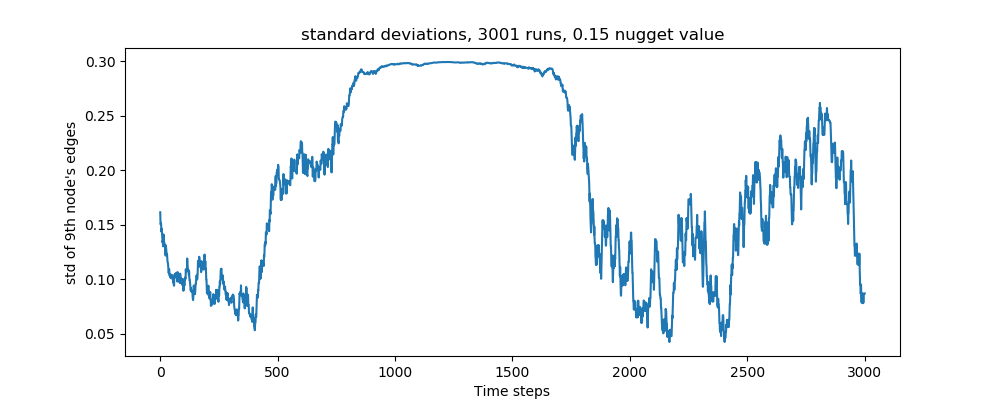 standard deviations, 3001 runs, 0.15 nugget value
std of 9th node's edges
0.30
0.25
0.20
0.15
0.10
0.05
0 500 1000 1500 2000 2500 3000
Time steps